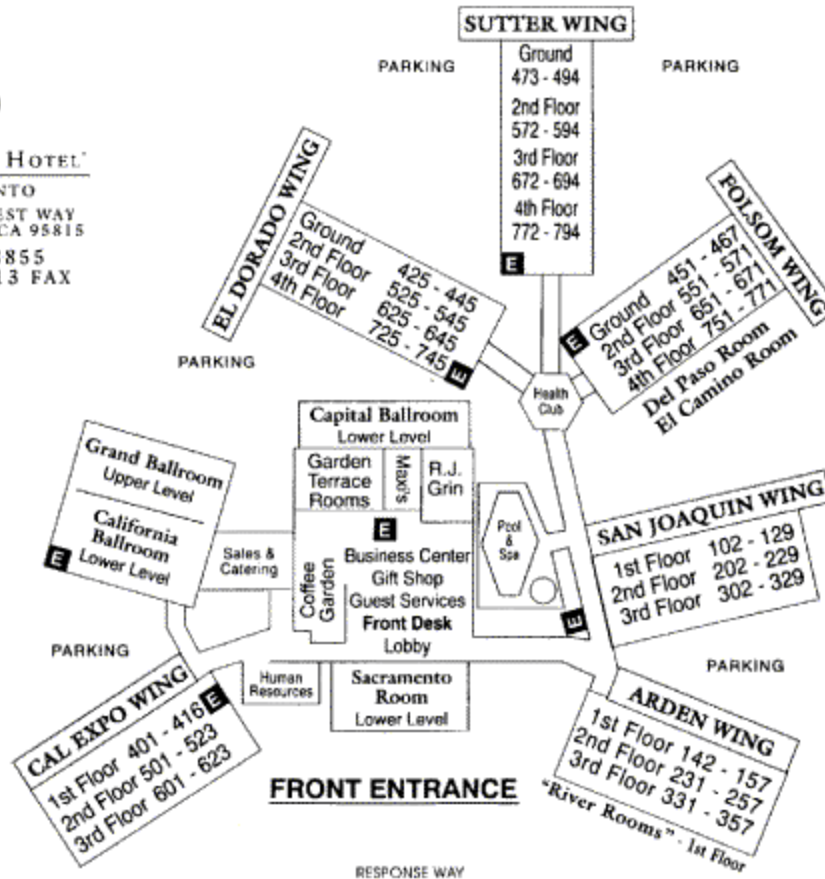 HOTEL
NTO
EST WAY
CA 95815
855
13 FAX
SUTTER WING
PARKING
PARKING
Ground
473 - 494
2nd Floor
572 - 594
3rd Floor
672 - 694
4th Floor
772 - 794
E
EL DORADO WING
Ground 425 - 445
2nd Floor 525 - 545
3rd Floor 625 - 645
4th Floor 725 - 745
E
FOLSOM WING
E
Ground 451 - 467
2nd Floor 551 - 571
3rd Floor 651 - 671
4th Floor 751 - 771
Del Paso Room
El Camino Room
PARKING
Health
Club
Capital Ballroom
Lower Level
Garden
Terrace
Rooms
Maxi's
R.J.
Grin
Grand Ballroom
Upper Level
California
Ballroom
Lower Level
E
Sales &
Catering
E
Coffee
Garden
Business Center
Gift Shop
Guest Services
Front Desk
Lobby
Pool
&
Spa
SAN JOAQUIN WING
1st Floor 102 - 129
2nd Floor 202 - 229
3rd Floor 302 - 329
E
PARKING
PARKING
Human
Resources
Sacramento
Room
Lower Level
CAL EXPO WING
E
1st Floor 401 - 416
2nd Floor 501 - 523
3rd Floor 601 - 623
ARDEN WING
1st Floor 142 - 157
2nd Floor 231 - 257
3rd Floor 331 - 357
"River Rooms" - 1st Floor
FRONT ENTRANCE
RESPONSE WAY